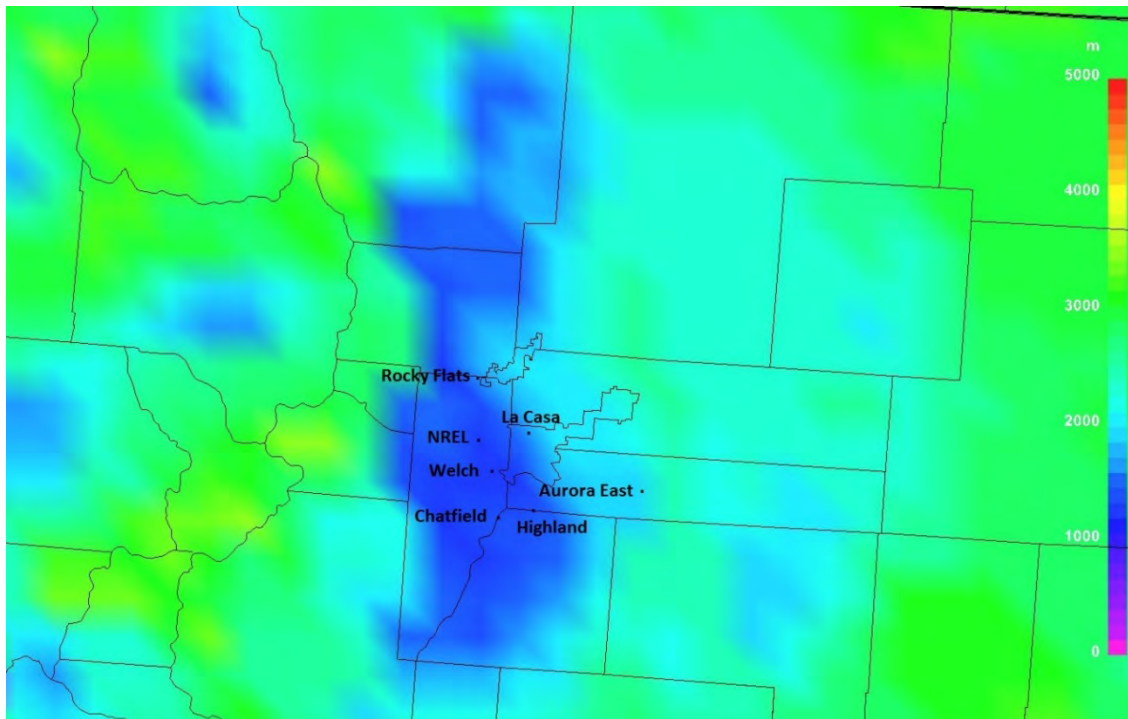 m
5000
4000
3000
Rocky Flats
La Casa
2000
NREL
Welch
Aurora East
Chatfield
Highland
1000
0